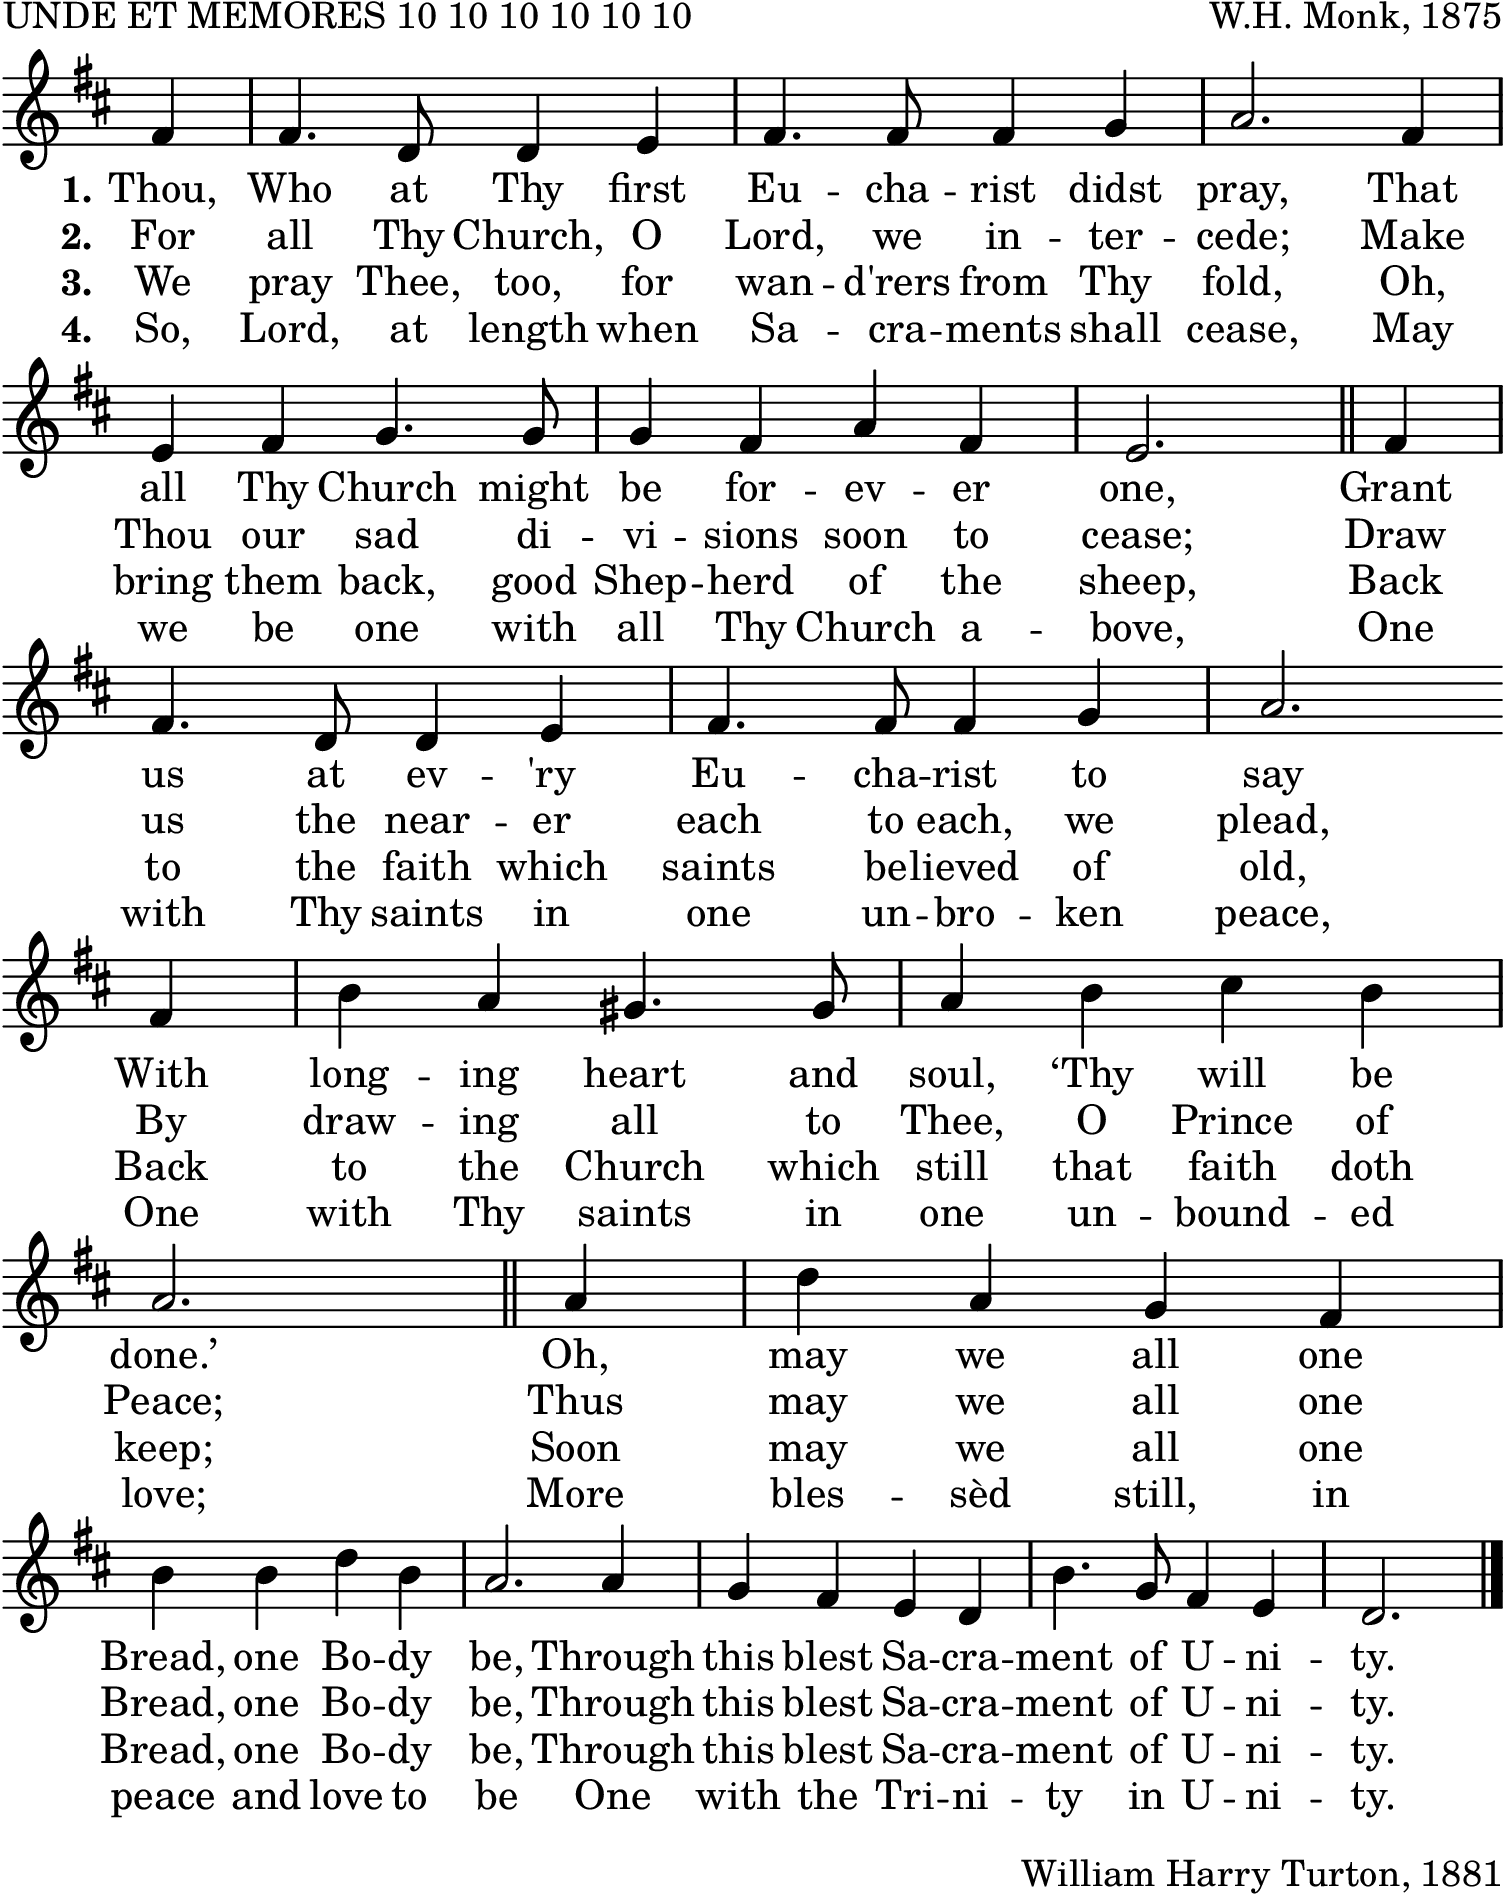 UNDE ET MEMORES 10 10 10 10 10 10 W.H. Monk, 1875
1. Thou, Who at Thy first Eu - cha - rist didst pray, That
2. For all Thy Church, O Lord, we in - ter - cede; Make
3. We pray Thee, too, for wan - d'rers from Thy fold, Oh,
4. So, Lord, at length when Sa - cra - ments shall cease, May
all Thy Church might be for - ev - er one, Grant
Thou our sad di - vi - sions soon to cease; Draw
bring them back, good Shep - herd of the sheep, Back
we be one with all Thy Church a - bove, One
us at ev - 'ry Eu - cha - rist to say
us the near - er each to each, we plead,
to the faith which saints believed of old,
with Thy saints in one un - bro - ken peace,
With long - ing heart and soul, ‘Thy will be
By draw - ing all to Thee, O Prince of
Back to the Church which still that faith doth
One with Thy saints in one un - bound - ed
done.’ Oh, may we all one
Peace; Thus may we all one
keep; Soon may we all one
love; More bles - sèd still, in
Bread, one Bo - dy be, Through this blest Sa - cra - ment of U - ni - ty.
Bread, one Bo - dy be, Through this blest Sa - cra - ment of U - ni - ty.
Bread, one Bo - dy be, Through this blest Sa - cra - ment of U - ni - ty.
peace and love to be One with the Tri - ni - ty in U - ni - ty.
William Harry Turton, 1881